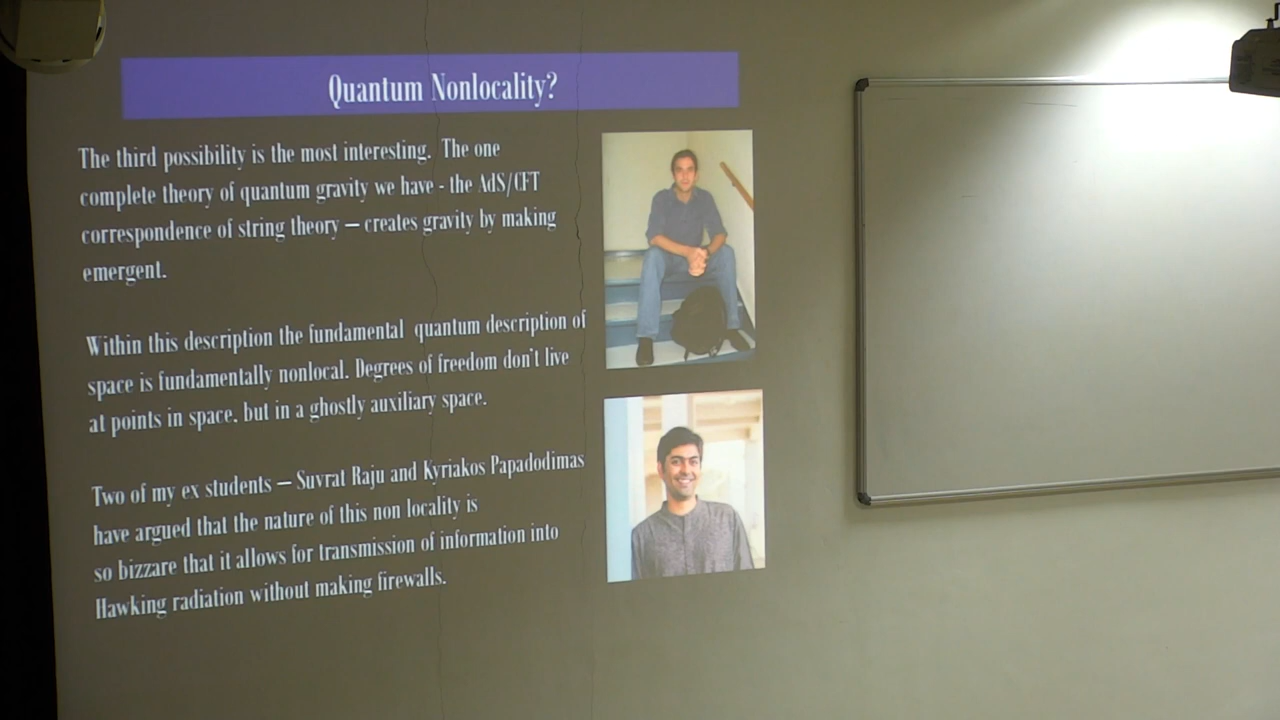 Quantum Nonlocality?
The third possibility is the most interesting. The one
complete theory of quantum gravity we have - the AdS/CFT
correspondence of string theory – creates gravity by making
emergent.
Within this description the fundamental quantum description of
space is fundamentally nonlocal. Degrees of freedom don't live
at points in space. but in a ghostly auxiliary space.
Two of my ex students – Suvrat Raju and Kyriakos Papadodimas
have argued that the nature of this non locality is
so bizzare that it allows for transmission of information into
Hawking radiation without making firewalls.